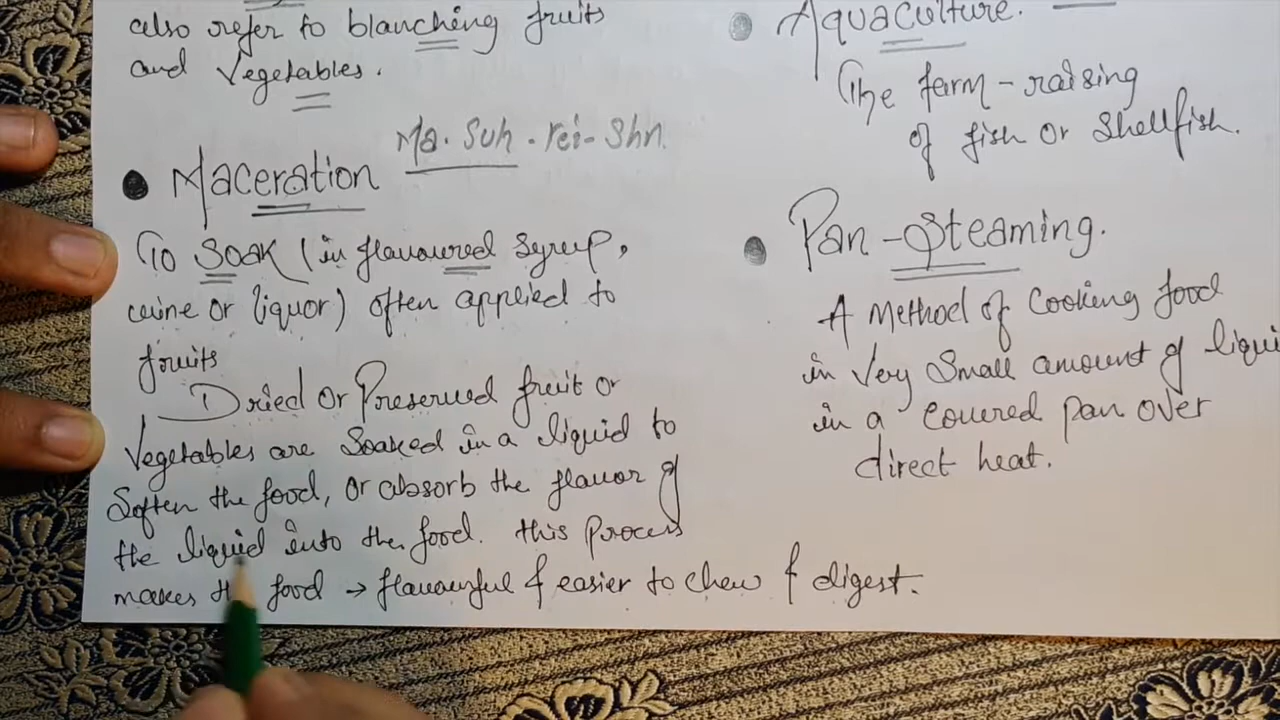 also refer to blanching fruits
and vegetables.
Ma. Suh. rei-Shn.
Maceration
To SOAK (in flavoured syrup,
wine or liquor) often applied to
fruits
Dried or Preserved fruit or
vegetables are soaked in a liquid to
Soften the food, or absorb the flavor of
the liquid into the food. this process
makes the food → flavourful & easier to chew & digest.
Aquaculture.
The farm-raising
of fish or shellfish.
Pan-Steaming.
A method of cooking food
in very small amount of liqui
in a covered pan over
direct heat.